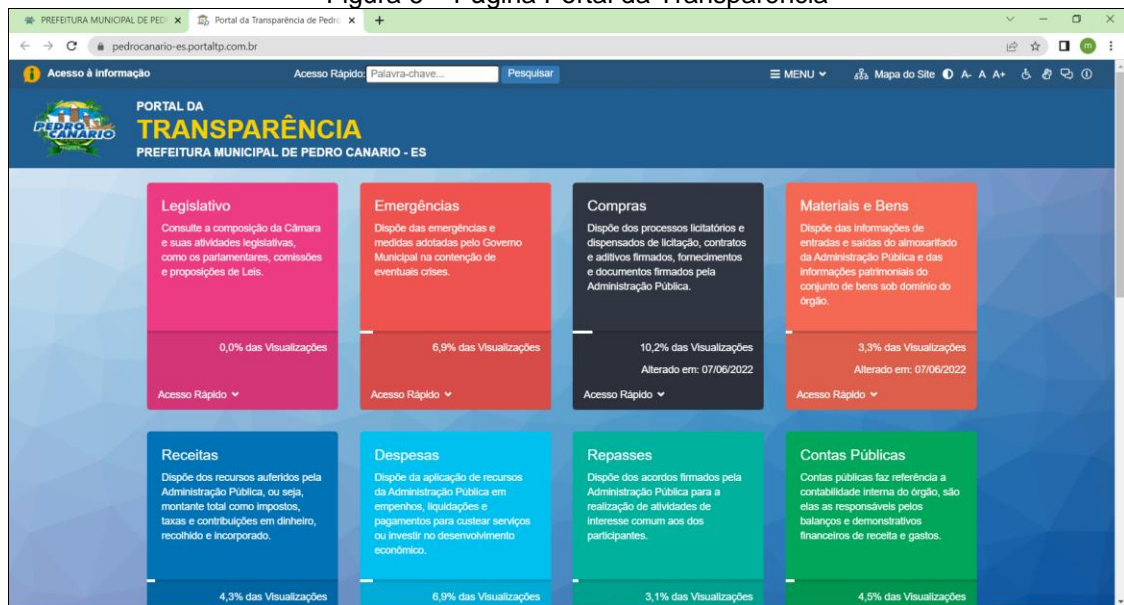 Figura 6 – Página Portal da Transparência
PREFEITURA MUNICIPAL DE PED
Portal da Transparência de Pedro
pedrocanario-es.portaltp.com.br
m
Acesso à informação
Acesso Rápido:
Palavra-chave...
Pesquisar
MENU
Mapa do Site
A- A A+
PEDRO
CANÁRIO
PORTAL DA
TRANSPARÊNCIA
PREFEITURA MUNICIPAL DE PEDRO CANARIO - ES
Legislativo
Consulte a composição da Câmara
e suas atividades legislativas,
como os parlamentares, comissões
e proposições de Leis.
0,0% das Visualizações
Acesso Rápido
Emergências
Dispõe das emergências e
medidas adotadas pelo Governo
Municipal na contenção de
eventuais crises.
6,9% das Visualizações
Acesso Rápido
Compras
Dispõe dos processos licitatórios e
dispensados de licitação, contratos
e aditivos firmados, fornecimentos
e documentos firmados pela
Administração Pública.
10,2% das Visualizações
Alterado em: 07/06/2022
Acesso Rápido
Materiais e Bens
Dispõe das informações de
entradas e saídas do almoxarifado
da Administração Pública e das
informações patrimoniais do
conjunto de bens sob domínio do
órgão.
3,3% das Visualizações
Alterado em: 07/06/2022
Acesso Rápido
Receitas
Dispõe dos recursos auferidos pela
Administração Pública, ou seja,
montante total como impostos,
taxas e contribuições em dinheiro,
recolhido e incorporado.
4,3% das Visualizações
Despesas
Dispõe da aplicação de recursos
da Administração Pública em
empenhos, liquidações e
pagamentos para custear serviços
ou investir no desenvolvimento
econômico.
6,9% das Visualizações
Repasses
Dispõe dos acordos firmados pela
Administração Pública para a
realização de atividades de
interesse comum aos dos
participantes.
3,1% das Visualizações
Contas Públicas
Contas públicas faz referência a
contabilidade interna do órgão, são
elas as responsáveis pelos
balanços e demonstrativos
financeiros de receita e gastos.
4,5% das Visualizações